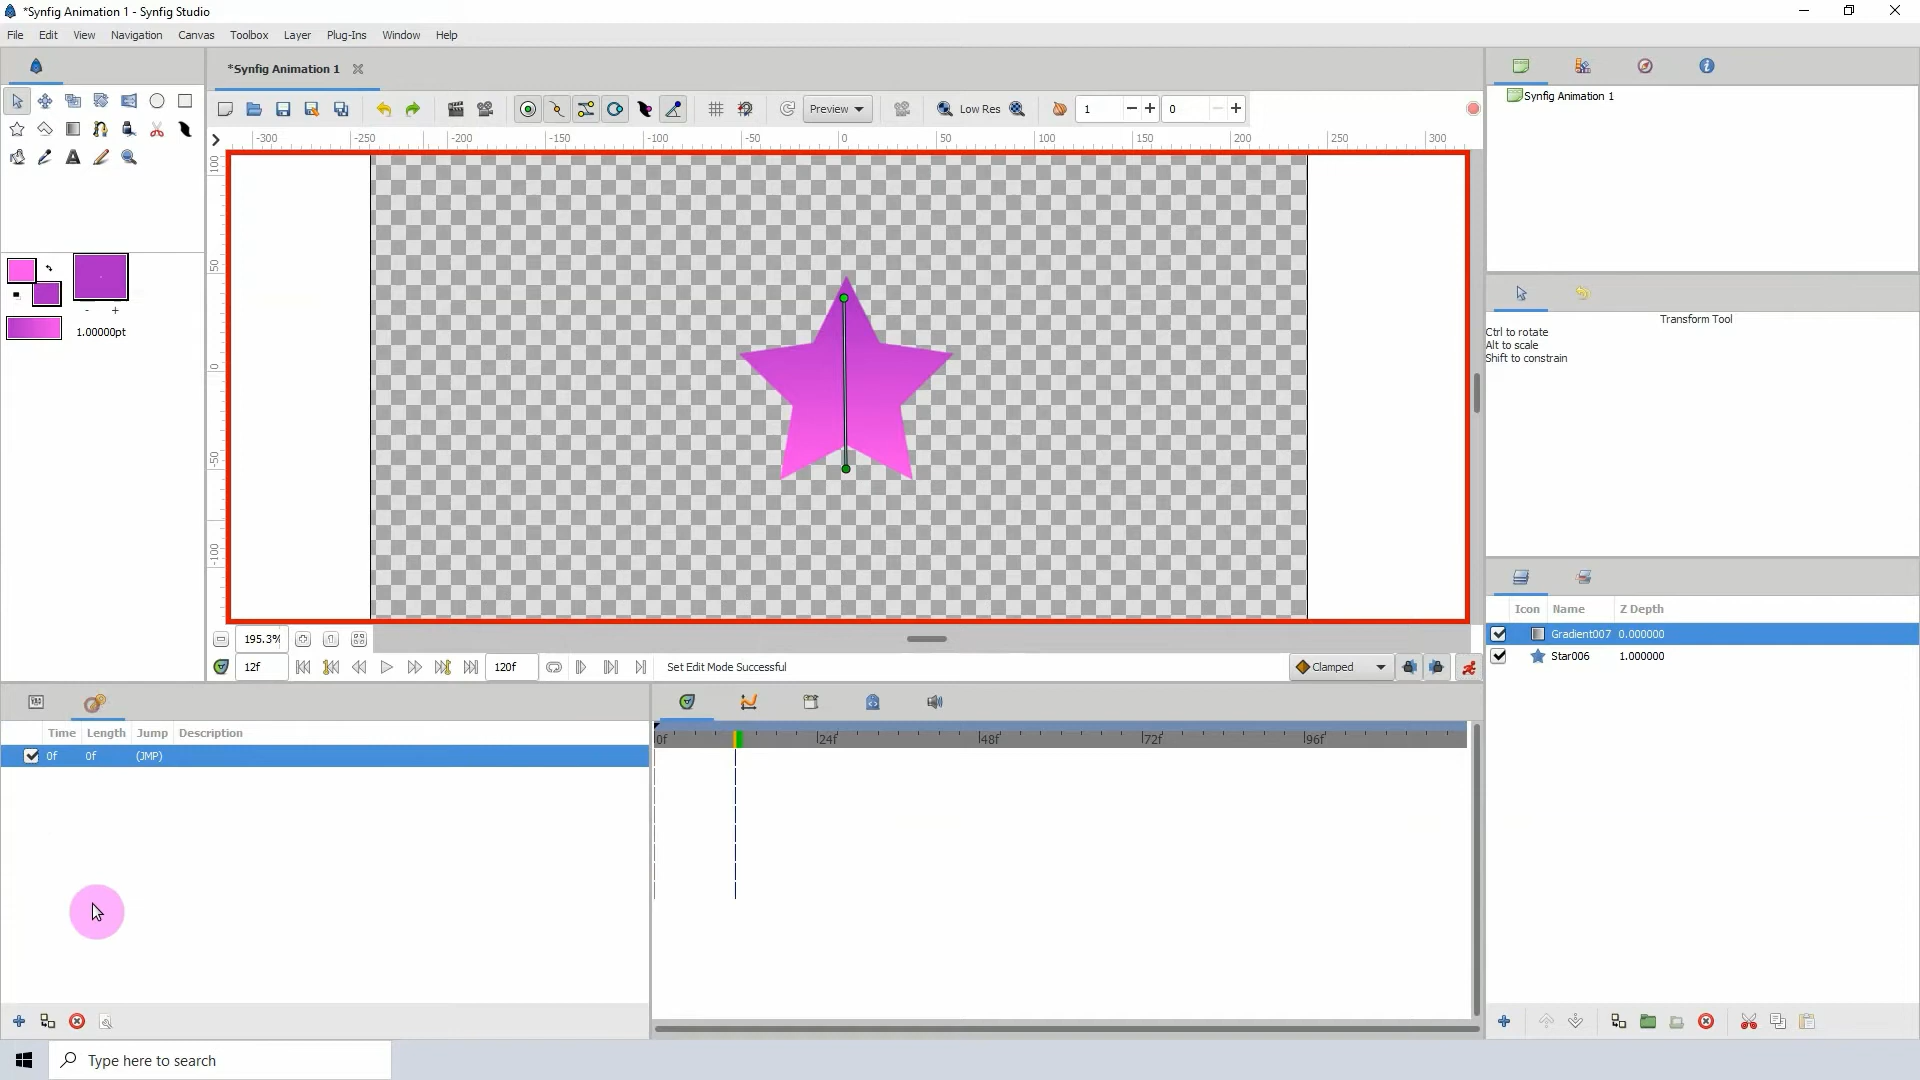 *Synfig Animation 1 - Synfig Studio
File Edit View Navigation Canvas Toolbox Layer Plug-Ins Window Help
*Synfig Animation 1
Preview Low Res 1 0
-300 -250 -200 -150 -100 -50 0 50 100 150 200 250 300
100
50
0
-50
-100
- +
1.00000pt
Synfig Animation 1
Transform Tool
Ctrl to rotate
Alt to scale
Shift to constrain
Icon Name Z Depth
Gradient007 0.000000
Star006 1.000000
195.3%
12f 120f Set Edit Mode Successful Clamped
Time Length Jump Description
0f 0f (JMP)
0f 24f 48f 72f 96f
Type here to search